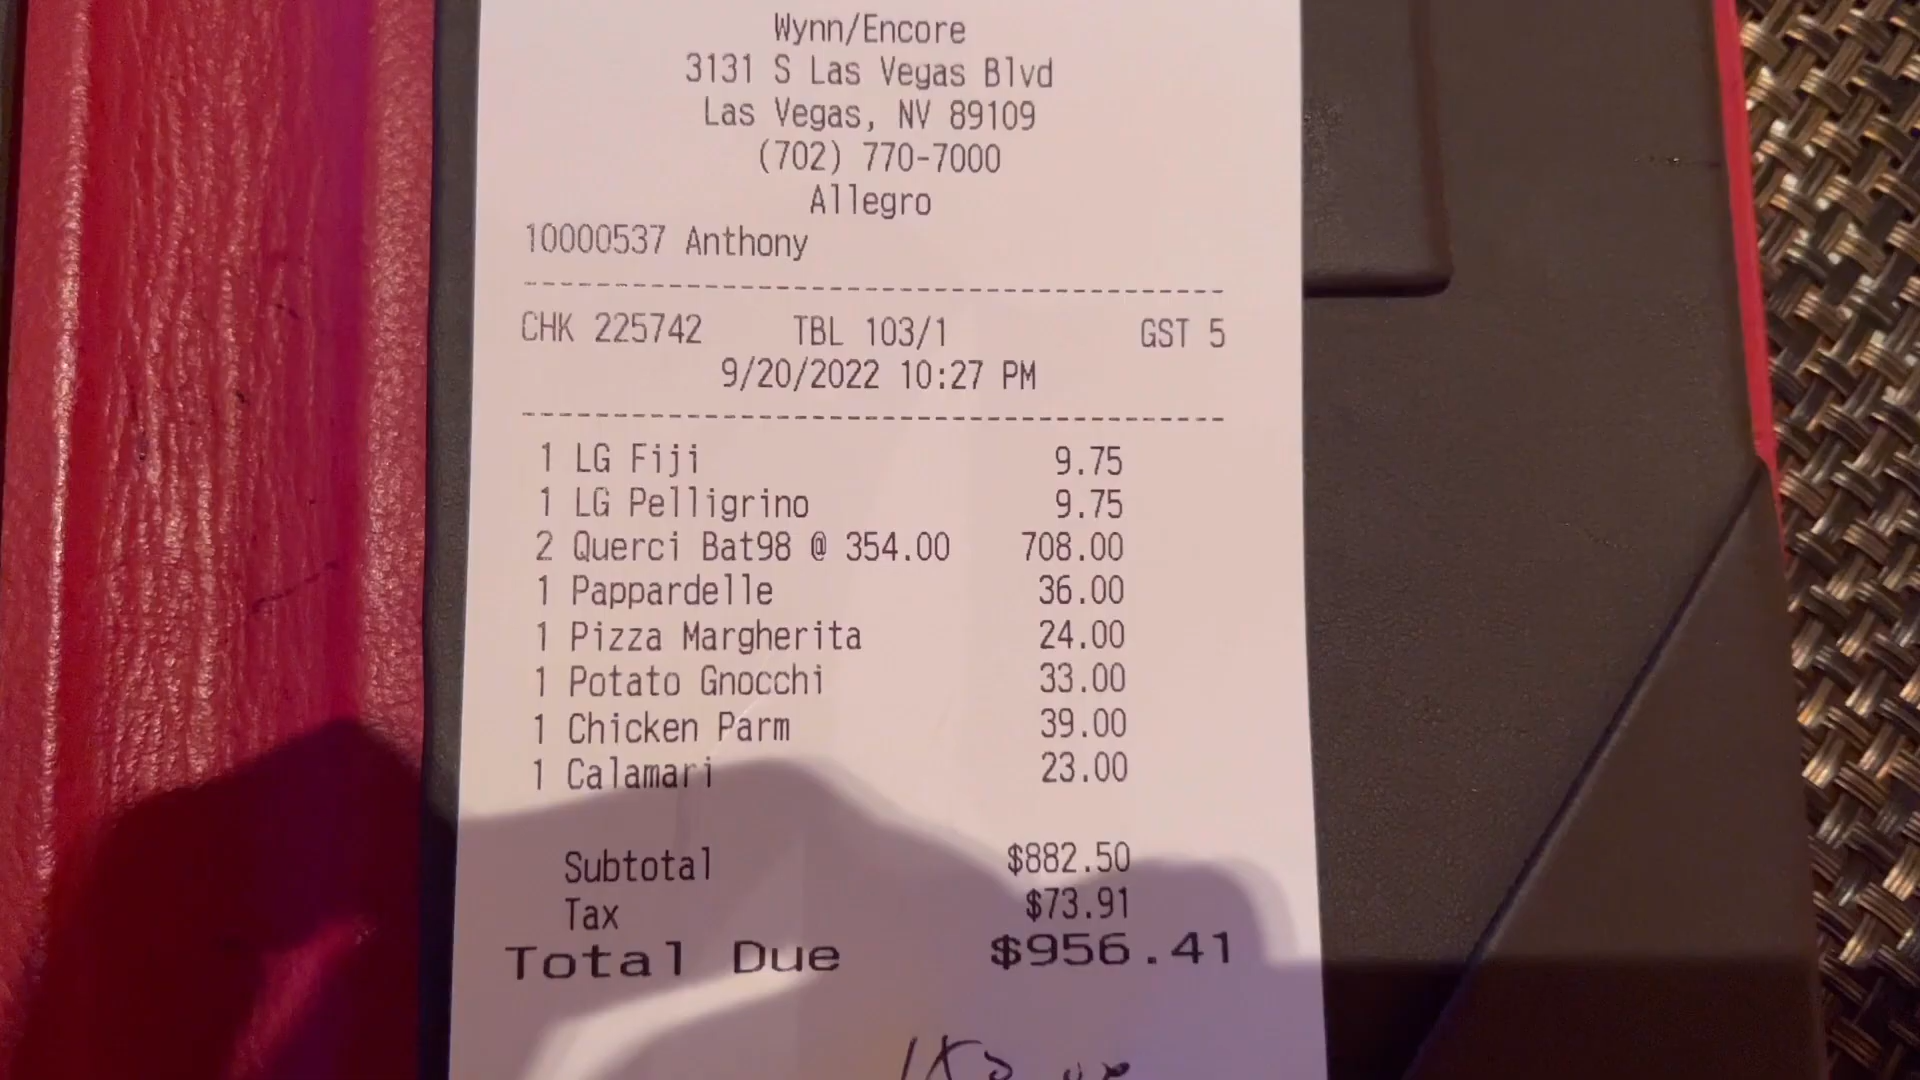 Wynn/Encore
3131 S Las Vegas Blvd
Las Vegas, NV 89109
(702) 770-7000
Allegro
10000537 Anthony
CHK 225742 TBL 103/1 GST 5
9/20/2022 10:27 PM
1 LG Fiji 9.75
1 LG Pelligrino 9.75
2 Querci Bat98 @ 354.00 708.00
1 Pappardelle 36.00
1 Pizza Margherita 24.00
1 Potato Gnocchi 33.00
1 Chicken Parm 39.00
1 Calamari 23.00
Subtotal $882.50
Tax $73.91
Total Due $956.41